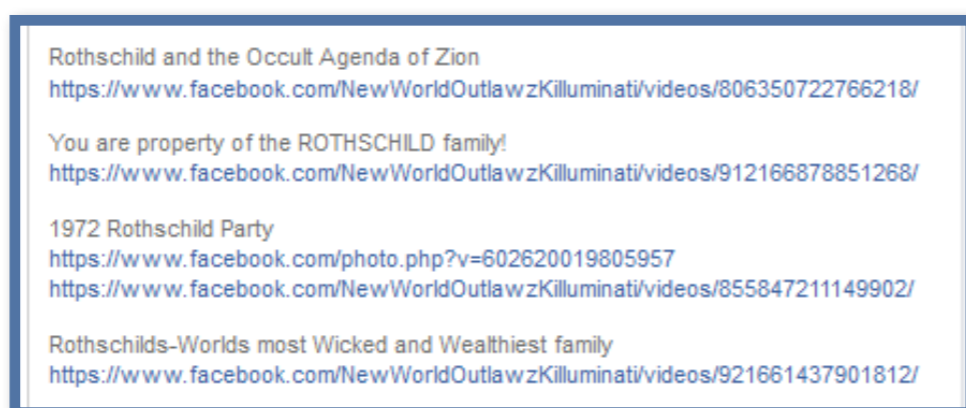 Rothschild and the Occult Agenda of Zion
https://www.facebook.com/NewWorldOutlawzKilluminati/videos/806350722766218/
You are property of the ROTHSCHILD family!
https://www.facebook.com/NewWorldOutlawzKilluminati/videos/912166878851268/
1972 Rothschild Party
https://www.facebook.com/photo.php?v=602620019805957
https://www.facebook.com/NewWorldOutlawzKilluminati/videos/855847211149902/
Rothschilds-Worlds most Wicked and Wealthiest family
https://www.facebook.com/NewWorldOutlawzKilluminati/videos/921661437901812/